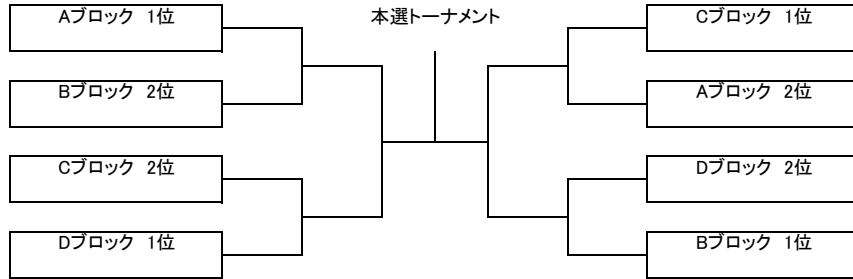 本選トーナメント
Aブロック 1位
Bブロック 2位
Cブロック 2位
Dブロック 1位
Cブロック 1位
Aブロック 2位
Dブロック 2位
Bブロック 1位